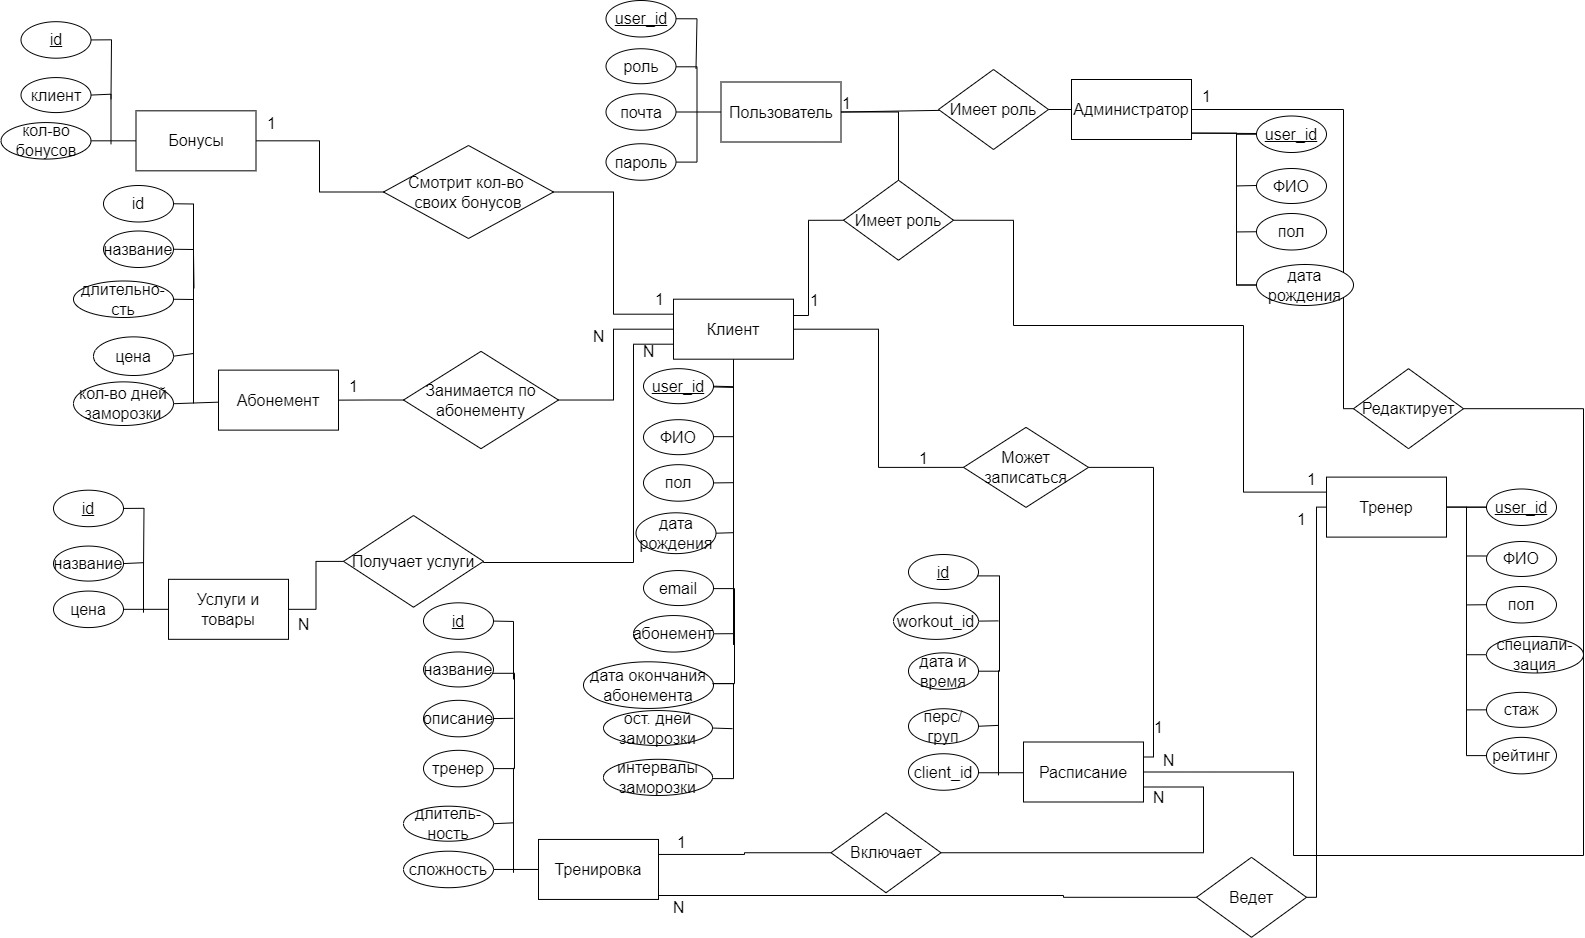 user_id
роль
почта
пароль
Пользователь
1
Имеет роль
Администратор
1
user_id
ФИО
пол
дата
рождения
id
клиент
кол-во
бонусов
Бонусы
1
Смотрит кол-во
своих бонусов
1
Имеет роль
1
id
название
длительно-
сть
цена
кол-во дней
заморозки
Абонемент
1
Занимается по
абонементу
N
N
Клиент
user_id
ФИО
пол
дата
рождения
email
абонемент
дата окончания
абонемента
ост. дней
заморозки
интервалы
заморозки
1
Может
записаться
Редактирует
1
1
Тренер
user_id
ФИО
пол
специали-
зация
стаж
рейтинг
id
название
цена
Услуги и
товары
N
Получает услуги
id
workout_id
дата и
время
перс/
груп
client_id
Расписание
1
N
N
id
название
описание
тренер
длитель-
ность
сложность
Тренировка
1
N
Включает
Ведет